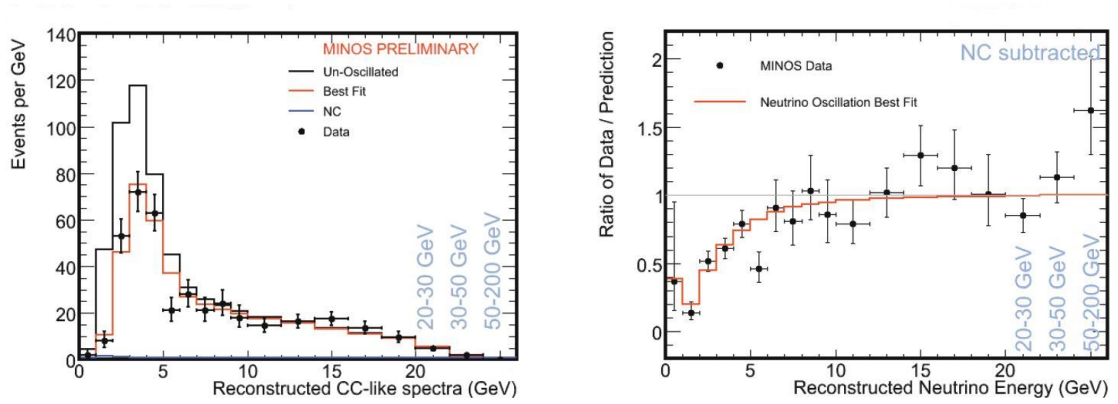 140
120
100
80
60
40
20
0
Events per GeV
MINOS PRELIMINARY
Un-Oscillated
Best Fit
NC
Data
20-30 GeV
30-50 GeV
50-200 GeV
0 5 10 15 20
Reconstructed CC-like spectra (GeV)
2
1.5
1
0.5
0
Ratio of Data / Prediction
NC subtracted
MINOS Data
Neutrino Oscillation Best Fit
20-30 GeV
30-50 GeV
50-200 GeV
0 5 10 15 20
Reconstructed Neutrino Energy (GeV)